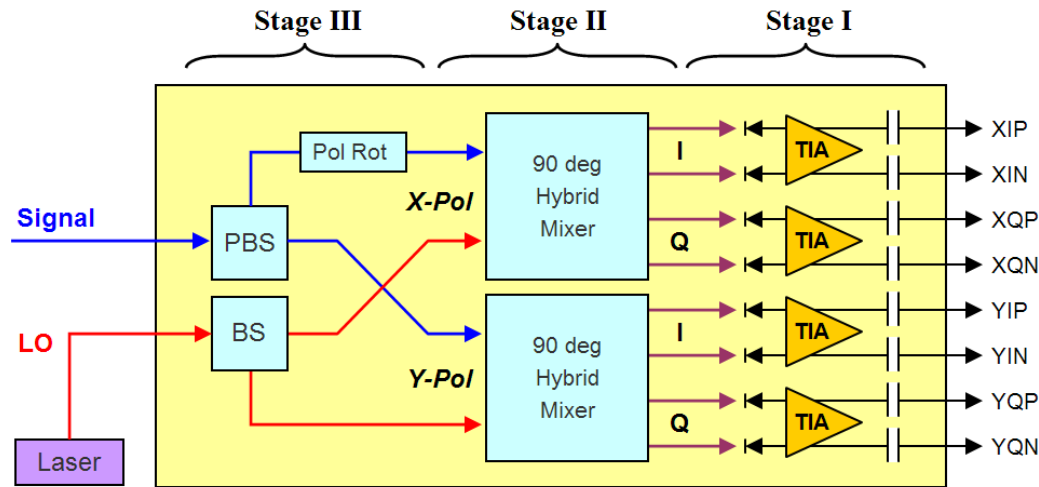 Stage III
Stage II
Stage I
Signal
LO
Laser
PBS
BS
Pol Rot
X-Pol
Y-Pol
90 deg
Hybrid
Mixer
90 deg
Hybrid
Mixer
I
Q
I
Q
TIA
TIA
TIA
TIA
XIP
XIN
XQP
XQN
YIP
YIN
YQP
YQN